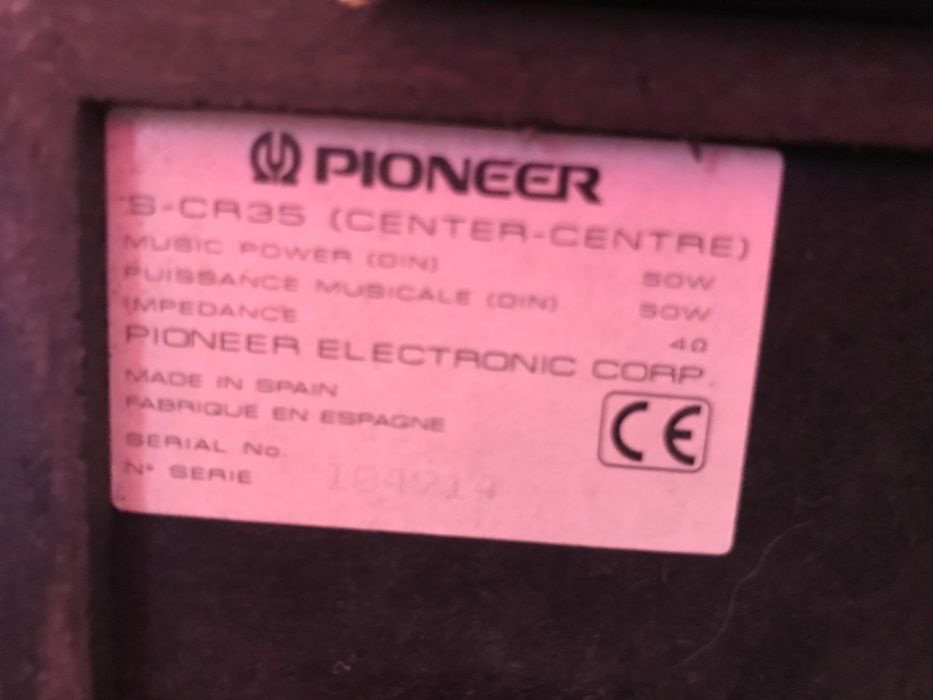 PIONEER
S-CR35 (CENTER-CENTRE)
MUSIC POWER (DIN) 50W
PUISSANCE MUSICALE (DIN) 50W
IMPEDANCE 4Ω
PIONEER ELECTRONIC CORP.
MADE IN SPAIN
FABRIQUE EN ESPAGNE
CE
SERIAL No.
N° SERIE